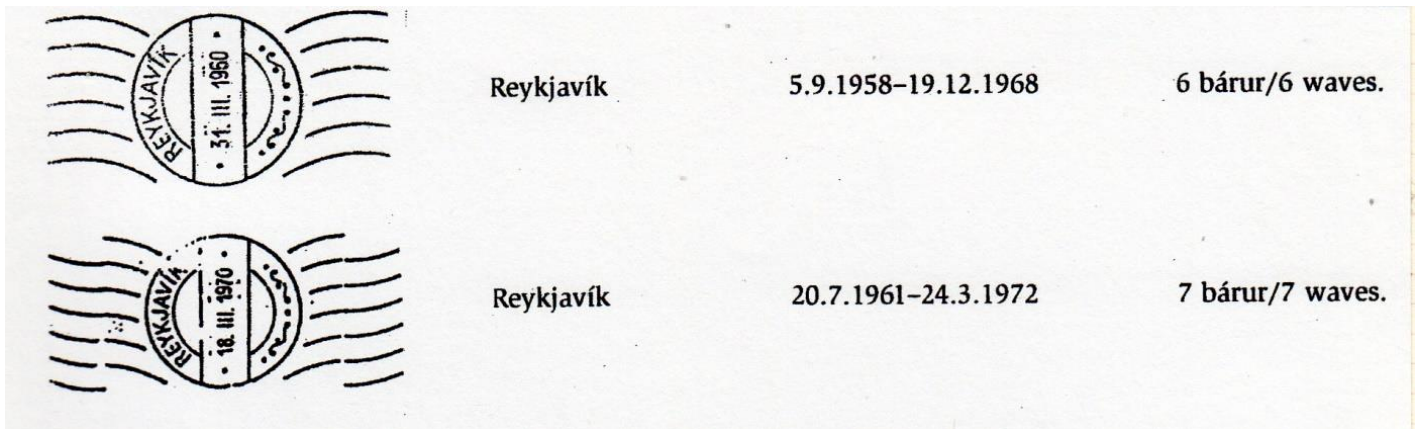 REYKJAVÍK
31. III. 1960
Reykjavík 5.9.1958–19.12.1968 6 bárur/6 waves.
REYKJAVÍK
18. III. 1970
Reykjavík 20.7.1961–24.3.1972 7 bárur/7 waves.